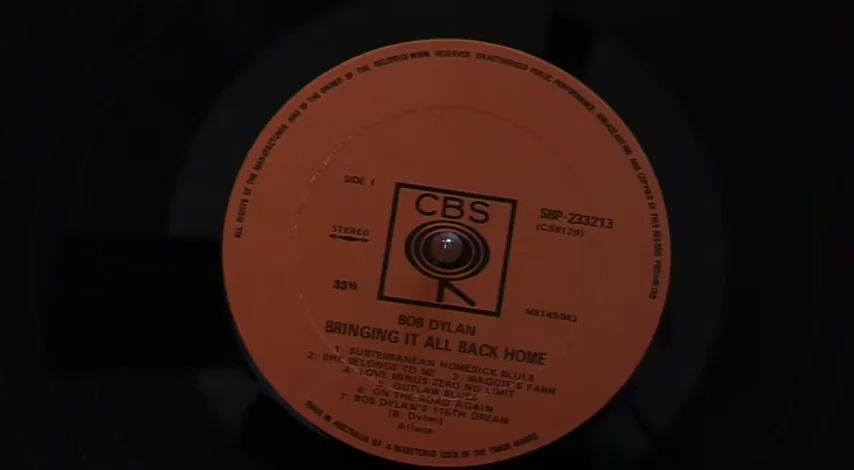 ALL RIGHTS OF THE MANUFACTURER AND OF THE OWNER OF THE RECORDED WORK RESERVED UNAUTHORISED PUBLIC PERFORMANCE, BROADCASTING AND COPYING OF THIS RECORD PROHIBITED
SIDE 1
CBS
SBP-233213
(CS9128)
STEREO
33⅓
MX145943
BOB DYLAN
BRINGING IT ALL BACK HOME
1. SUBTERRANEAN HOMESICK BLUES
2. SHE BELONGS TO ME 3. MAGGIE'S FARM
4. LOVE MINUS ZERO NO LIMIT
5. OUTLAW BLUES
6. ON THE ROAD AGAIN
7. BOB DYLAN'S 115TH DREAM
(B. Dylan)
MADE IN AUSTRALIA BY A REGISTERED USER OF THE TRADE MARKS